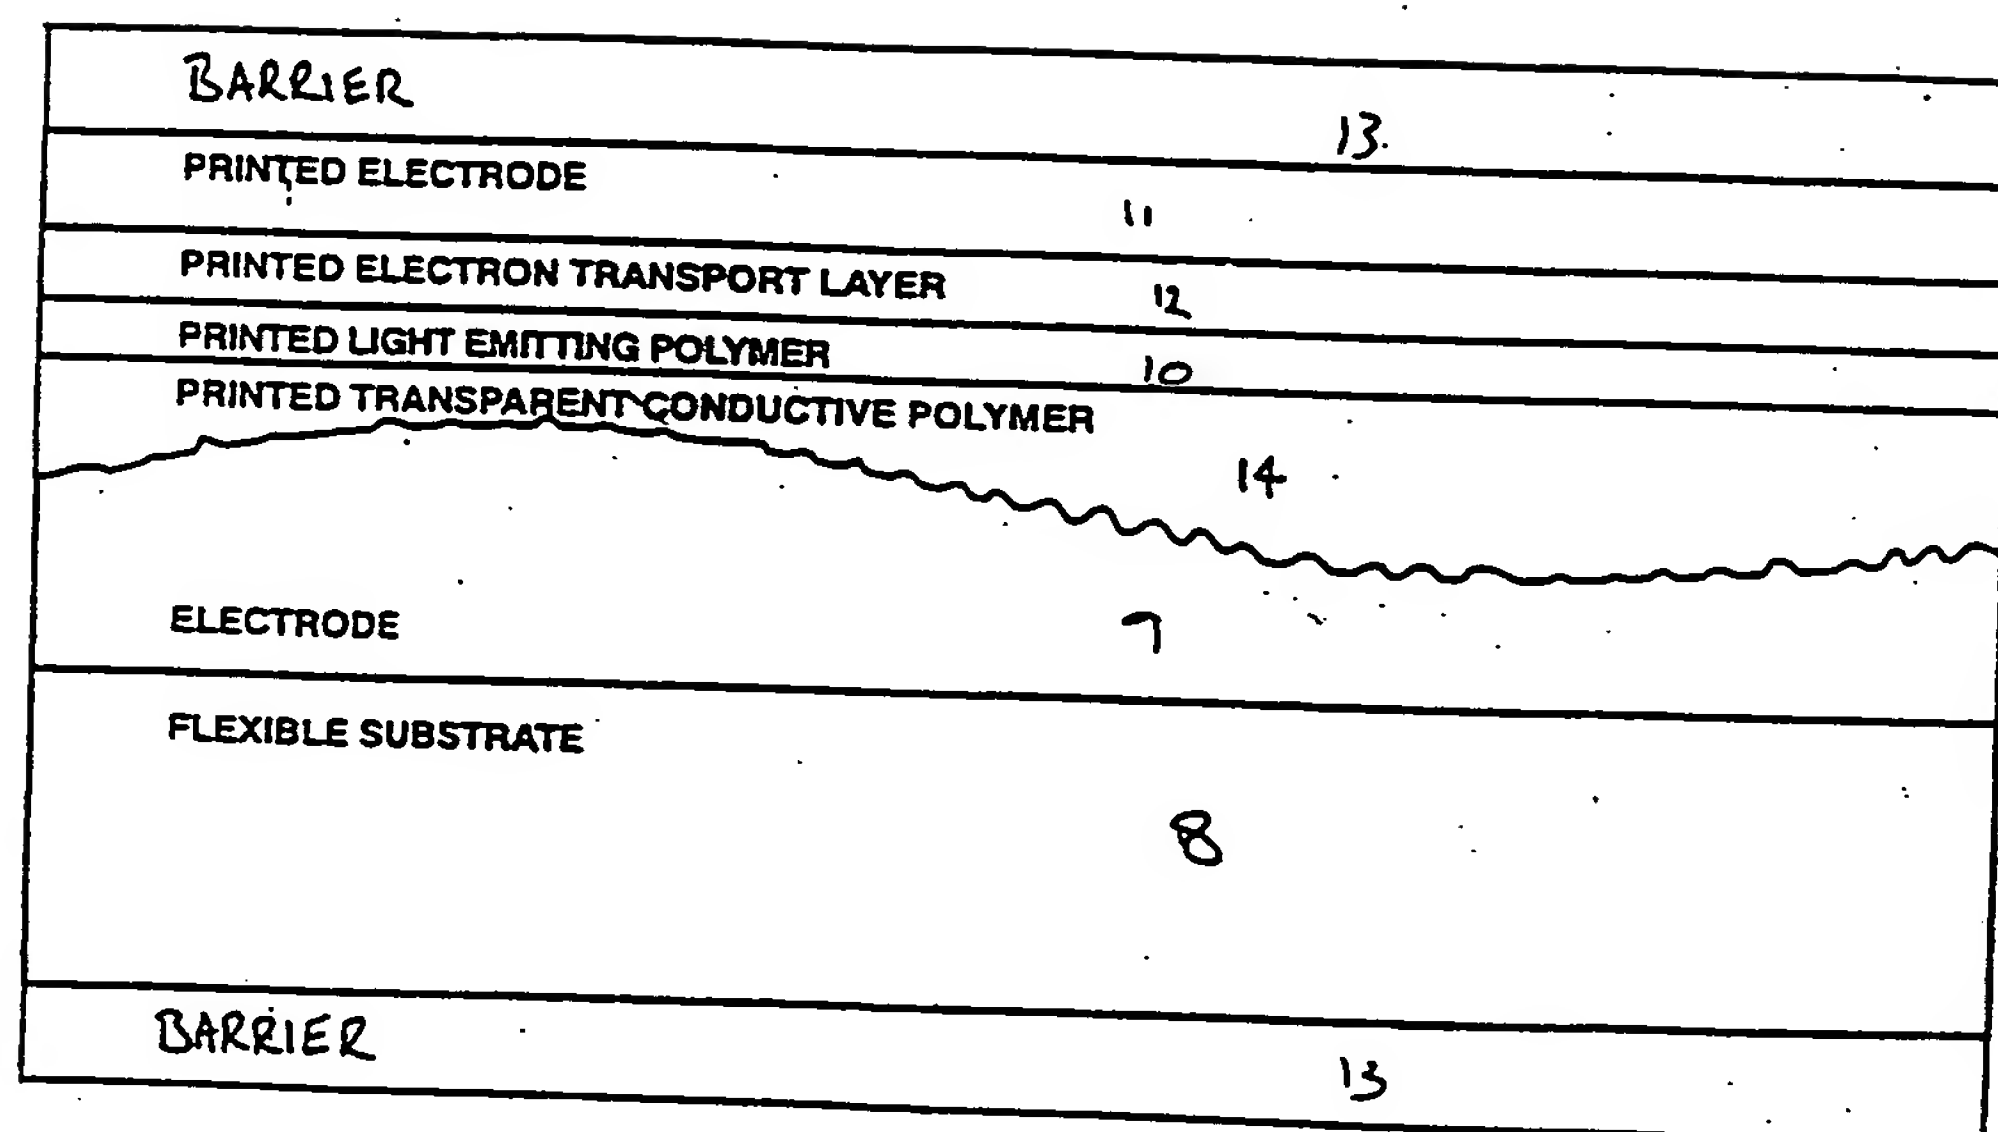 BARRIER
13.
PRINTED ELECTRODE
11
PRINTED ELECTRON TRANSPORT LAYER
12
PRINTED LIGHT EMITTING POLYMER
10
PRINTED TRANSPARENT CONDUCTIVE POLYMER
14
ELECTRODE
7
FLEXIBLE SUBSTRATE
8
BARRIER
13